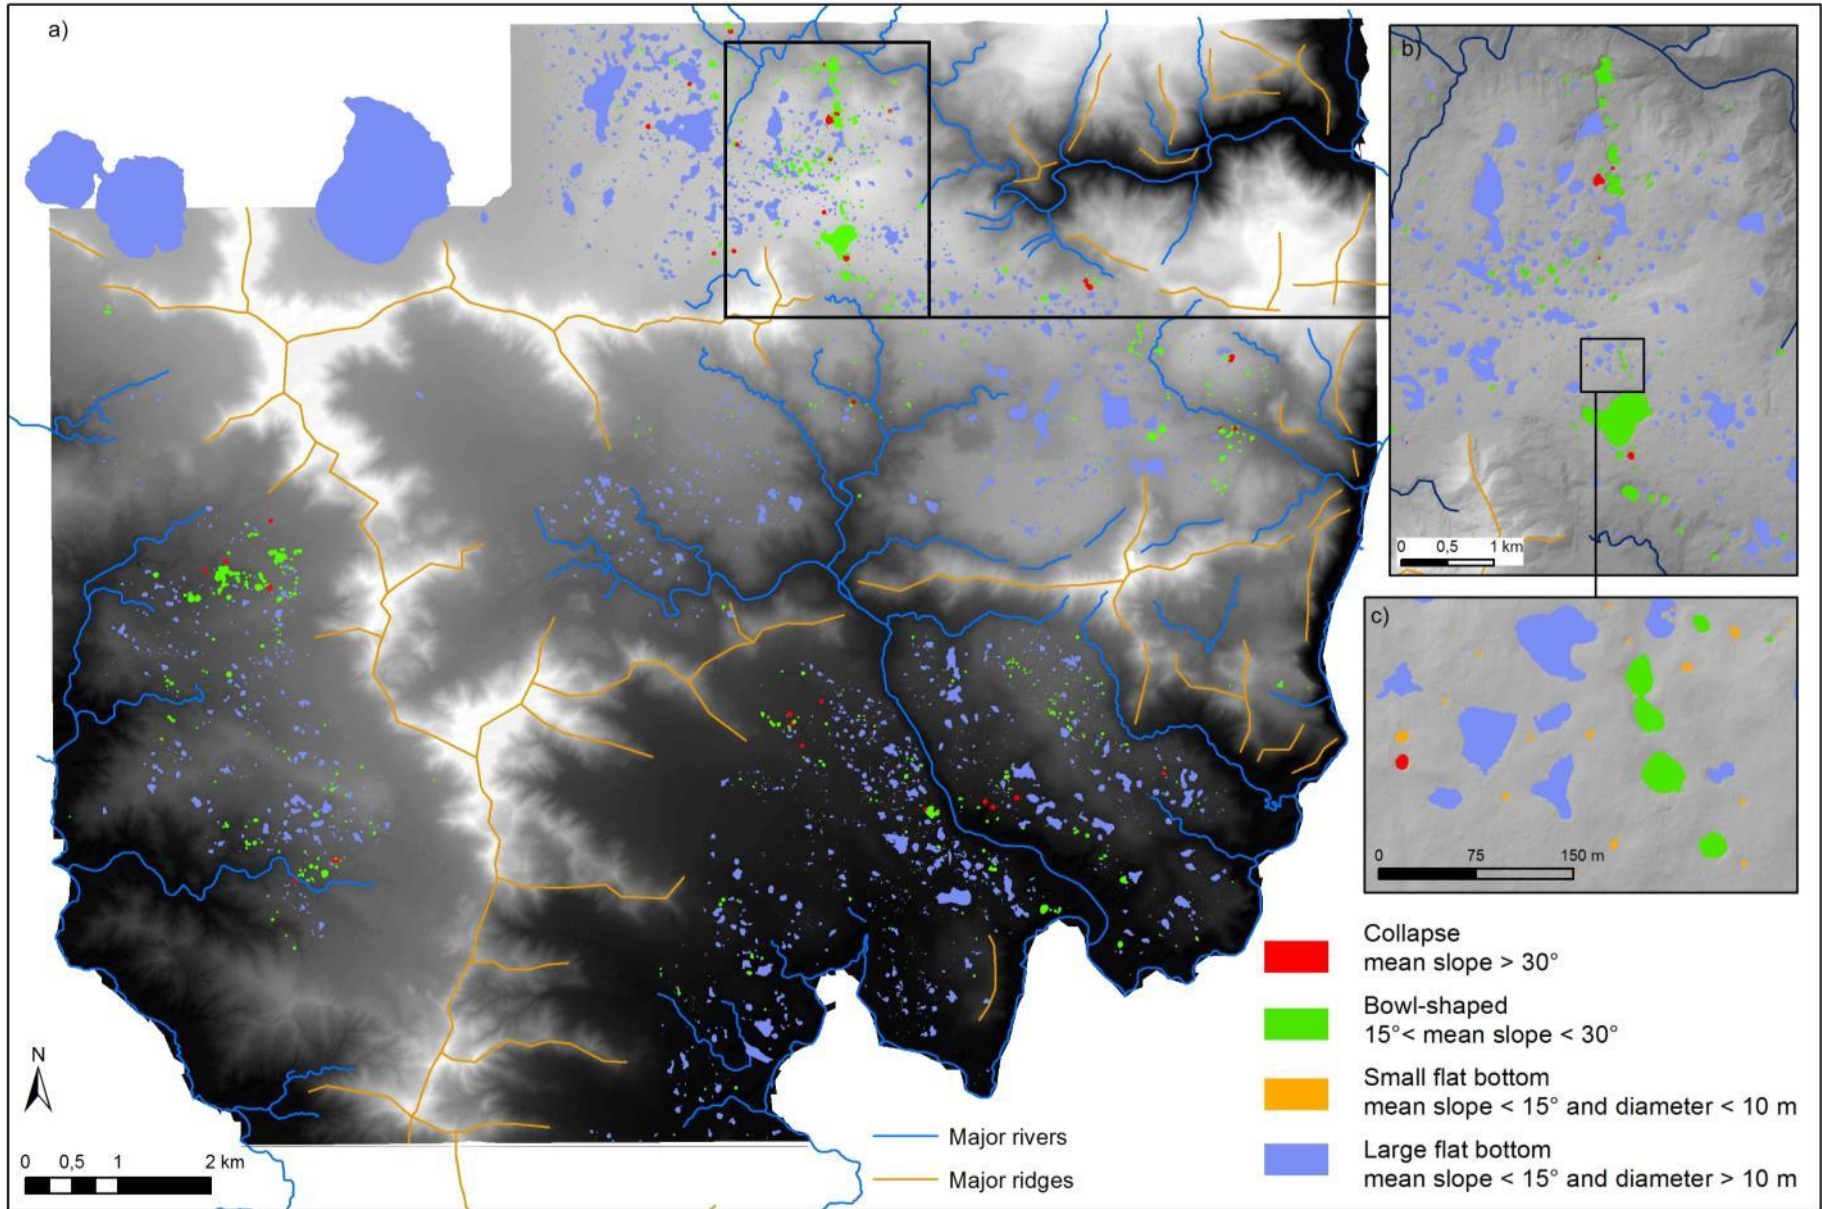 a)
b)
0 0,5 1 km
c)
0 75 150 m
Collapse
mean slope > 30°
Bowl-shaped
15°< mean slope < 30°
Small flat bottom
mean slope < 15° and diameter < 10 m
Large flat bottom
mean slope < 15° and diameter > 10 m
N
0 0,5 1 2 km
Major rivers
Major ridges